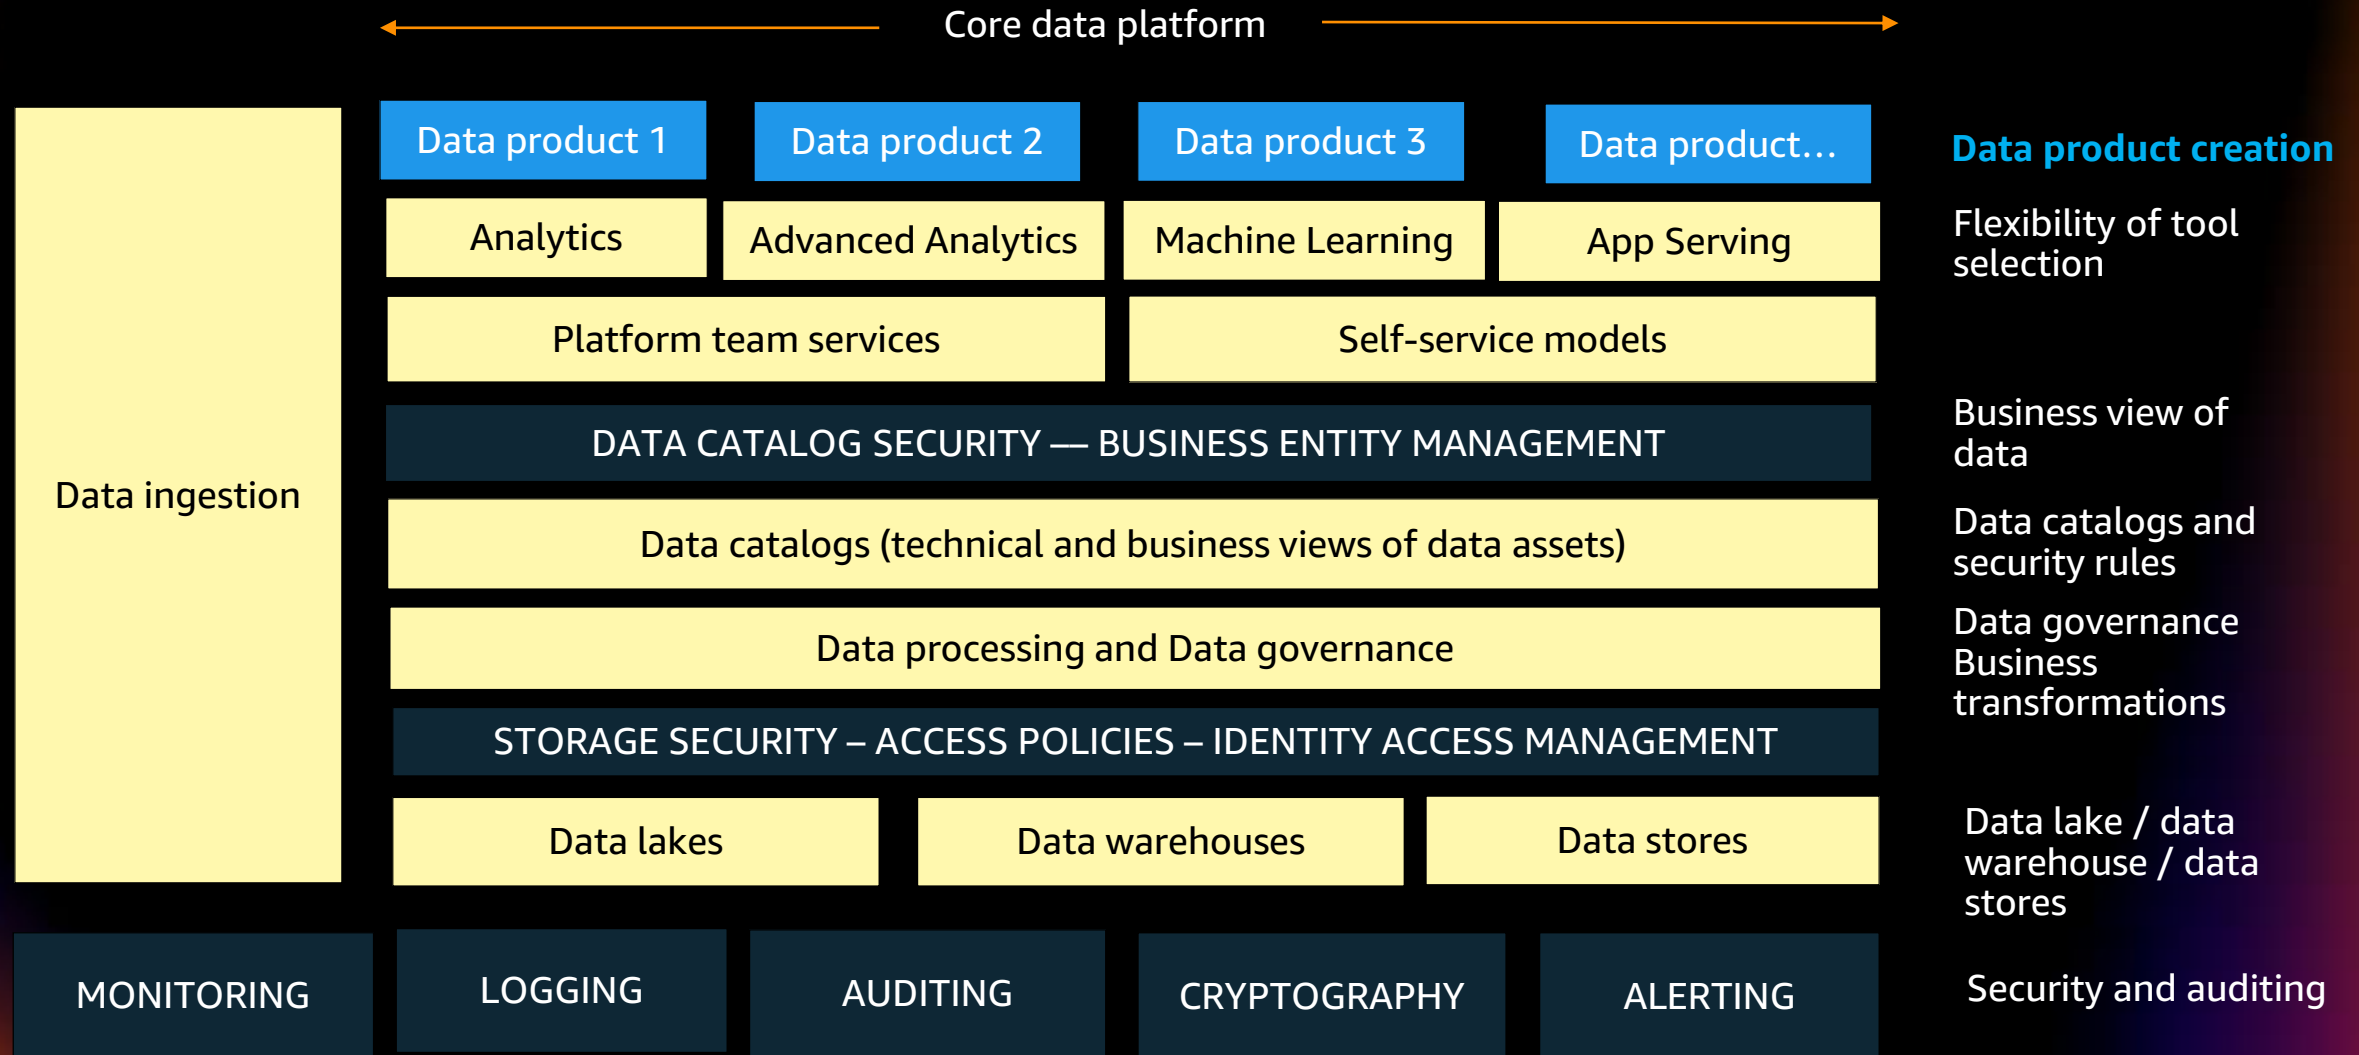 Core data platform
Data product 1
Data product 2
Data product 3
Data product…
Data product creation
Analytics
Advanced Analytics
Machine Learning
App Serving
Flexibility of tool
selection
Platform team services
Self-service models
DATA CATALOG SECURITY — BUSINESS ENTITY MANAGEMENT
Business view of
data
Data ingestion
Data catalogs (technical and business views of data assets)
Data catalogs and
security rules
Data processing and Data governance
Data governance
Business
transformations
STORAGE SECURITY – ACCESS POLICIES – IDENTITY ACCESS MANAGEMENT
Data lakes
Data warehouses
Data stores
Data lake / data
warehouse / data
stores
MONITORING
LOGGING
AUDITING
CRYPTOGRAPHY
ALERTING
Security and auditing